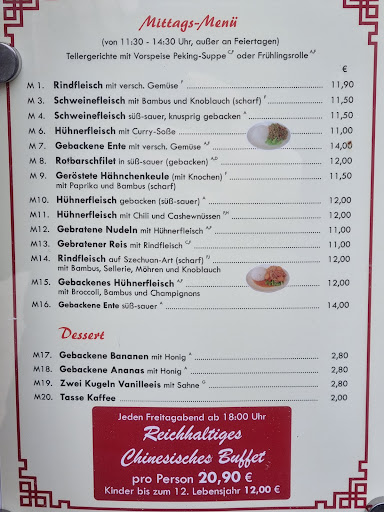 Mittags-Menü
(von 11:30 - 14:30 Uhr, außer an Feiertagen)
Tellergerichte mit Vorspeise Peking-Suppe C,F oder Frühlingsrolle A,F
€
M 1. Rindfleisch mit versch. Gemüse F 11,90
M 3. Schweinefleisch mit Bambus und Knoblauch (scharf) F 11,50
M 4. Schweinefleisch süß-sauer, knusprig gebacken A 11,50
M 6. Hühnerfleisch mit Curry-Soße 11,00
M 7. Gebackene Ente mit versch. Gemüse A,F 14,00
M 8. Rotbarschfilet in süß-sauer (gebacken) A,D 12,00
M 9. Geröstete Hähnchenkeule (mit Knochen) F 11,50
mit Paprika und Bambus (scharf)
M10. Hühnerfleisch gebacken (süß-sauer) A 12,00
M11. Hühnerfleisch mit Chili und Cashewnüssen F,H 12,00
M12. Gebratene Nudeln mit Hühnerfleisch A,F 11,00
M13. Gebratener Reis mit Rindfleisch C,F 11,00
M14. Rindfleisch auf Szechuan-Art (scharf) F 12,00
mit Bambus, Sellerie, Möhren und Knoblauch
M15. Gebackenes Hühnerfleisch A,F 12,00
mit Broccoli, Bambus und Champignons
M16. Gebackene Ente süß-sauer A 14,00
Dessert
M17. Gebackene Bananen mit Honig A 2,80
M18. Gebackene Ananas mit Honig A 2,80
M19. Zwei Kugeln Vanilleeis mit Sahne G 2,80
M20. Tasse Kaffee 2,00
Jeden Freitagabend ab 18:00 Uhr
Reichhaltiges
Chinesisches Buffet
pro Person 20,90 €
Kinder bis zum 12. Lebensjahr 12,00 €